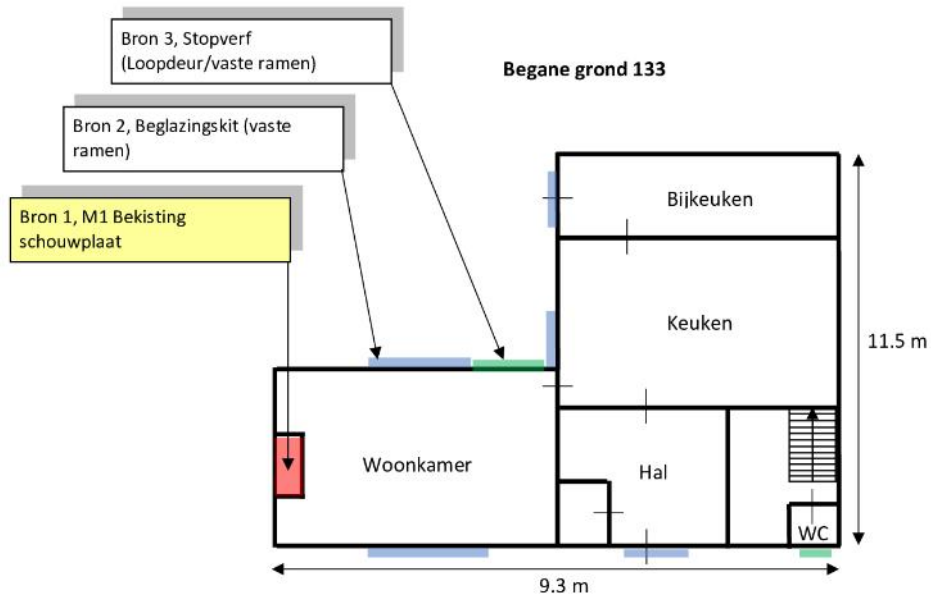 Bron 3, Stopverf
(Loopdeur/vaste ramen)
Begane grond 133
Bron 2, Beglazingskit (vaste
ramen)
Bron 1, M1 Bekisting
schouwplaat
Bijkeuken
Keuken
11.5 m
Woonkamer
Hal
WC
9.3 m